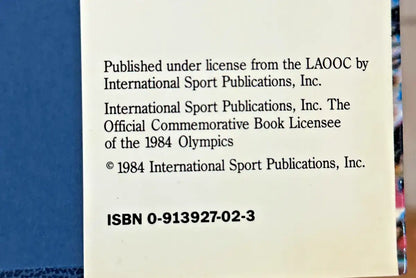 Published under license from the LAOOC by
International Sport Publications, Inc.
International Sport Publications, Inc. The
Official Commemorative Book Licensee
of the 1984 Olympics
© 1984 International Sport Publications, Inc.
ISBN 0-913927-02-3